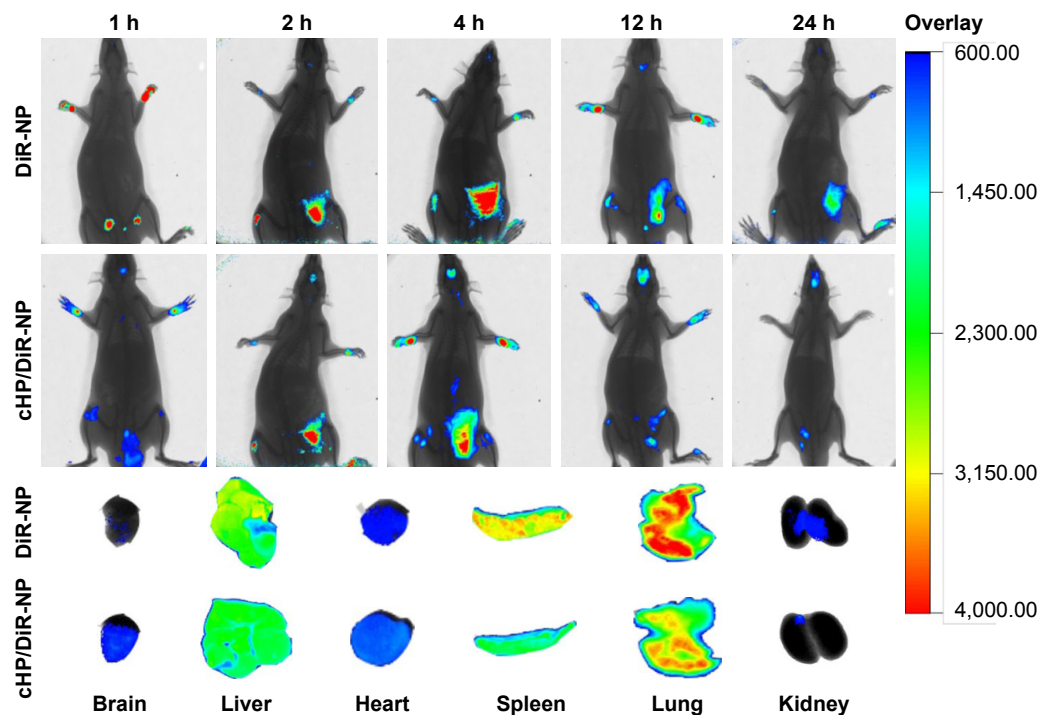 1 h 2 h 4 h 12 h 24 h Overlay
DiR-NP
cHP/DiR-NP
DiR-NP
cHP/DiR-NP
600.00
1,450.00
2,300.00
3,150.00
4,000.00
Brain Liver Heart Spleen Lung Kidney